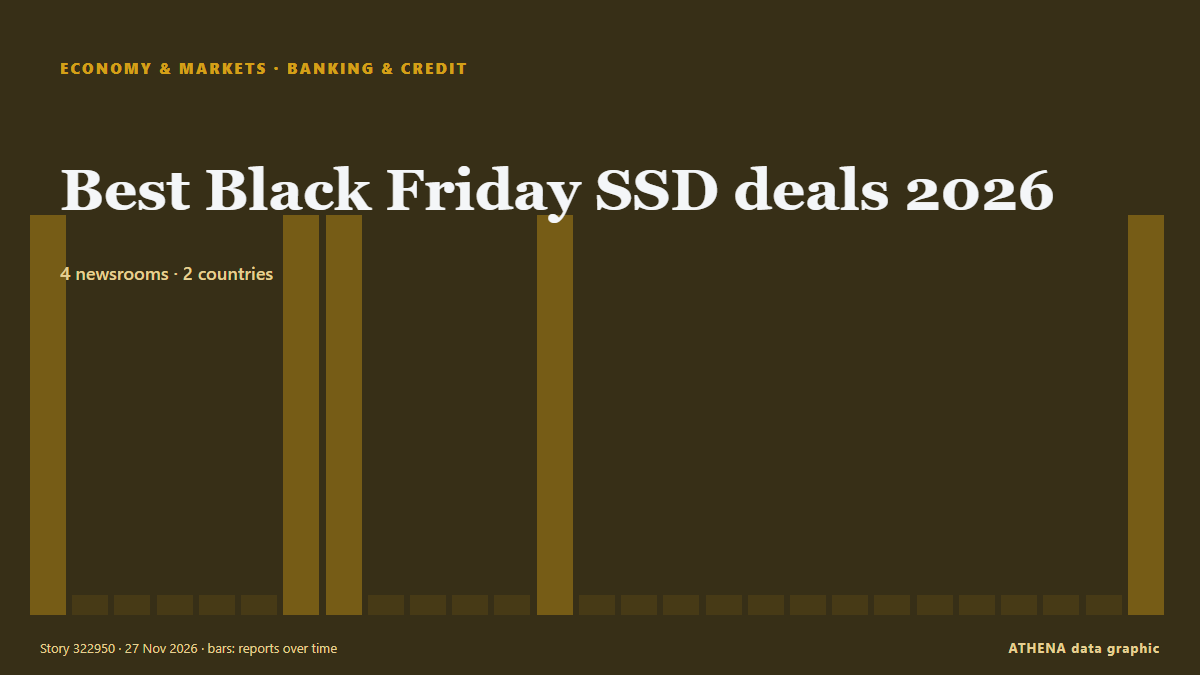 ECONOMY & MARKETS · BANKING & CREDIT
Best Black Friday SSD deals 2026
4 newsrooms · 2 countries
Story 322950 · 27 Nov 2026 · bars: reports over time
ATHENA data graphic